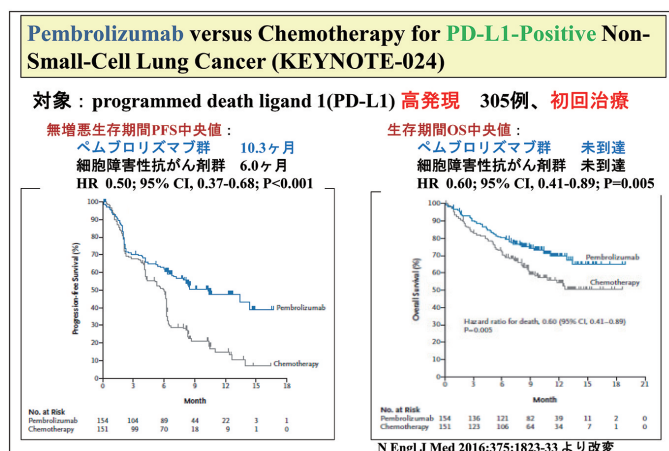 Pembrolizumab versus Chemotherapy for PD-L1-Positive Non-
Small-Cell Lung Cancer (KEYNOTE-024)
対象：programmed death ligand 1(PD-L1) 高発現 305例、初回治療
無増悪生存期間PFS中央値：
ペムブロリズマブ群 10.3ヶ月
細胞障害性抗がん剤群 6.0ヶ月
HR 0.50; 95% CI, 0.37-0.68; P<0.001
Progression-free Survival (%)
100
90
80
70
60
50
40
30
20
10
0
Pembrolizumab
Chemotherapy
0 3 6 9 12 15 18
Month
No. at Risk
Pembrolizumab 154 104 89 44 22 3 1
Chemotherapy 151 99 70 18 9 1 0
生存期間OS中央値：
ペムブロリズマブ群 未到達
細胞障害性抗がん剤群 未到達
HR 0.60; 95% CI, 0.41-0.89; P=0.005
Overall Survival (%)
100
90
80
70
60
50
40
30
20
10
0
Pembrolizumab
Chemotherapy
Hazard ratio for death, 0.60 (95% CI, 0.41–0.89)
P=0.005
0 3 6 9 12 15 18 21
Month
No. at Risk
Pembrolizumab 154 136 121 82 39 11 2 0
Chemotherapy 151 123 106 64 34 7 1 0
N Engl J Med 2016;375:1823-33 より改変